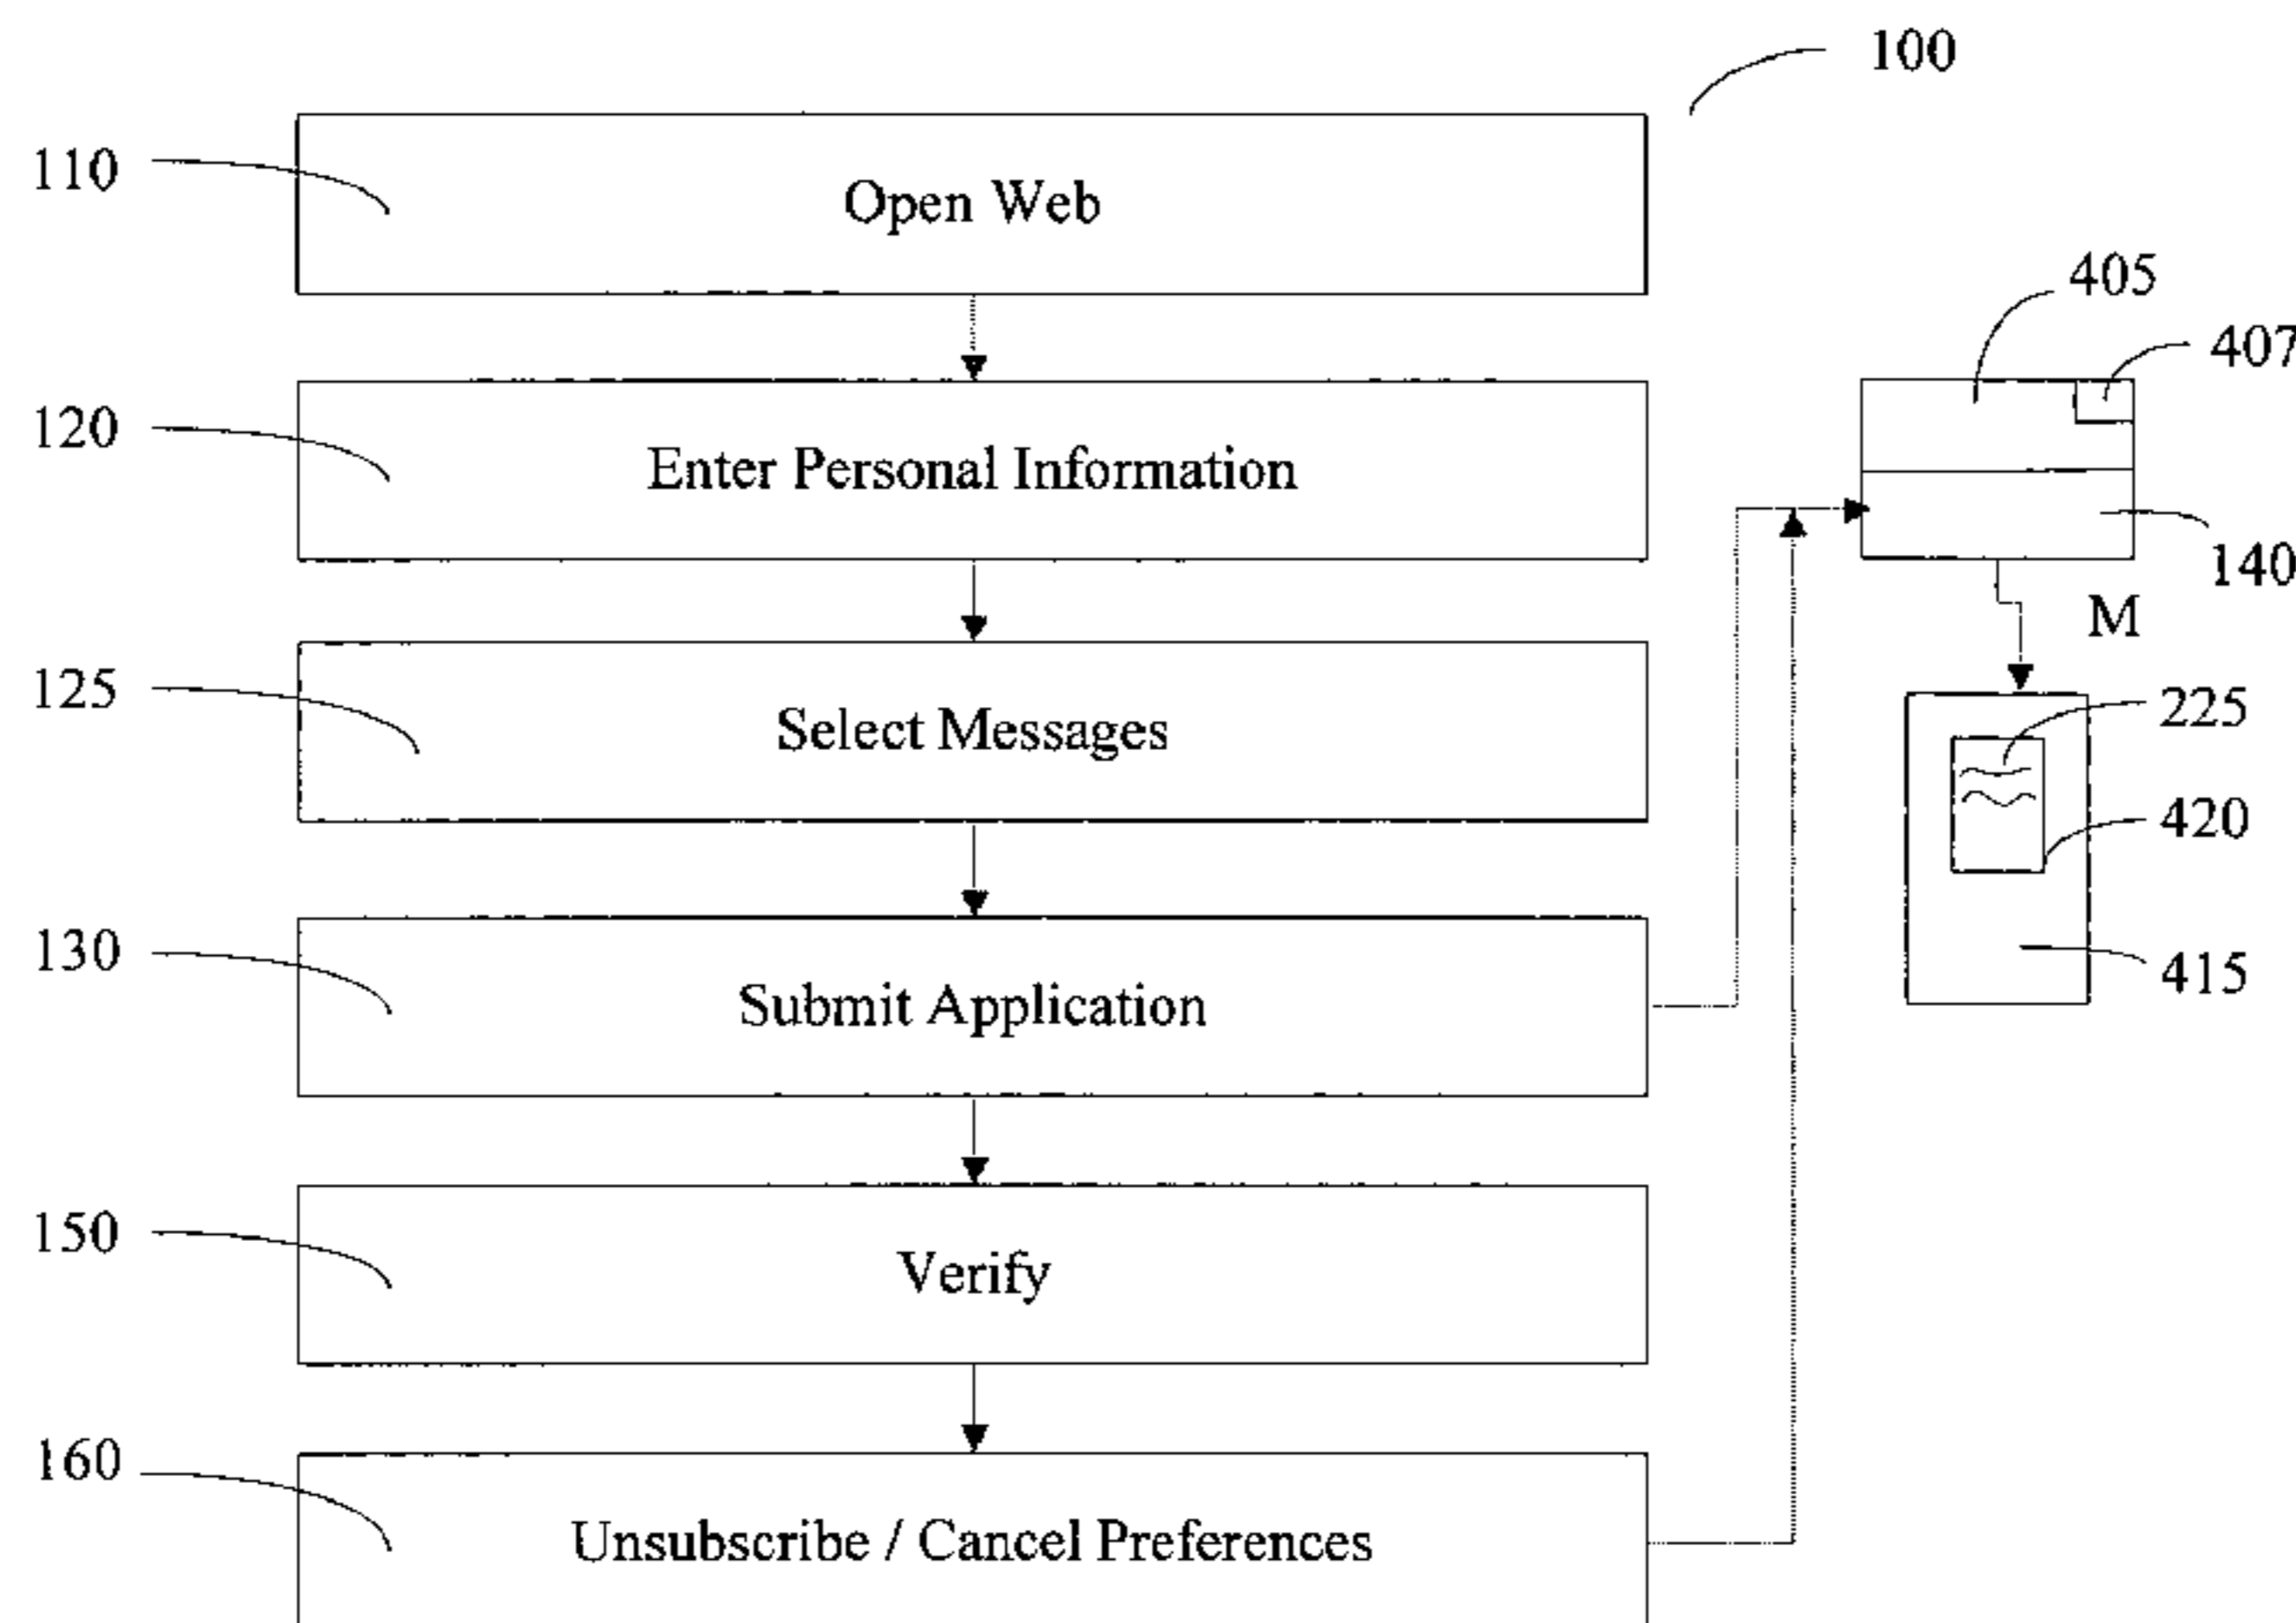 100
110
Open Web
405
407
120
Enter Personal Information
140
M
125
Select Messages
225
420
130
Submit Application
415
150
Verify
160
Unsubscribe / Cancel Preferences